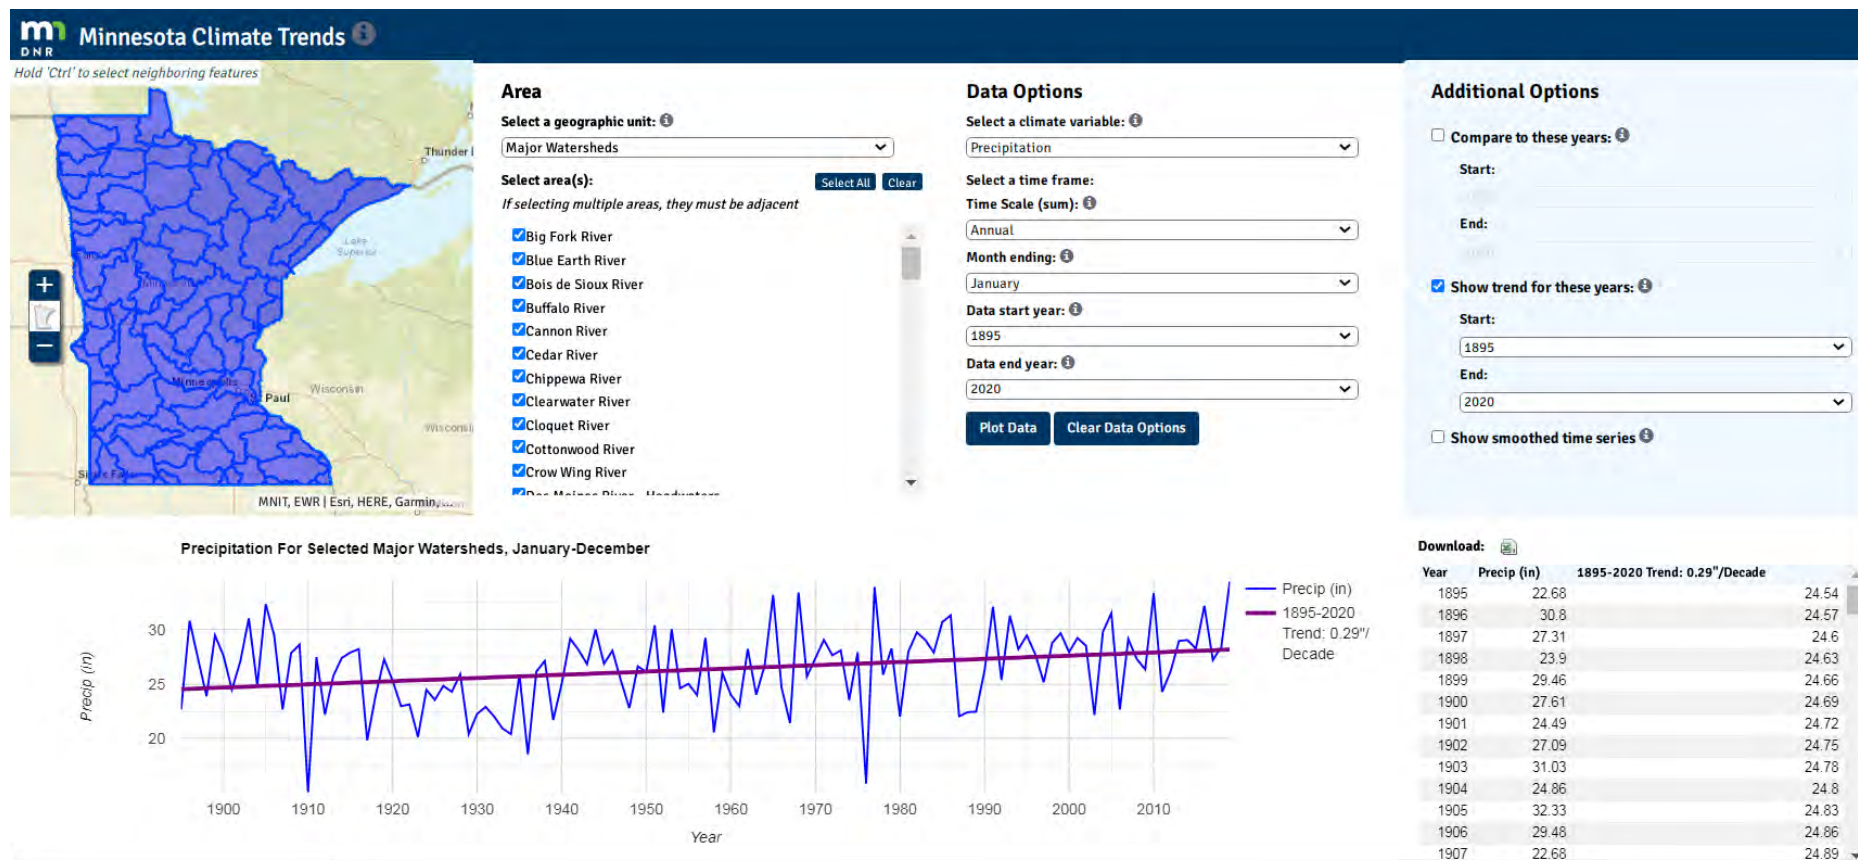 mn
DNR
Minnesota Climate Trends
Hold 'Ctrl' to select neighboring features
Thunder
Lake
Superior
Minneapolis
St Paul
Wisconsin
MNIT, EWR | Esri, HERE, Garmin,...
Area
Select a geographic unit:
Major Watersheds
Select area(s):
Select All
Clear
If selecting multiple areas, they must be adjacent
Big Fork River
Blue Earth River
Bois de Sioux River
Buffalo River
Cannon River
Cedar River
Chippewa River
Clearwater River
Cloquet River
Cottonwood River
Crow Wing River
Des Moines River - Headwaters
Data Options
Select a climate variable:
Precipitation
Select a time frame:
Time Scale (sum):
Annual
Month ending:
January
Data start year:
1895
Data end year:
2020
Plot Data
Clear Data Options
Additional Options
Compare to these years:
Start:
End:
Show trend for these years:
Start:
1895
End:
2020
Show smoothed time series
Precipitation For Selected Major Watersheds, January-December
Precip (in)
30
25
20
1900 1910 1920 1930 1940 1950 1960 1970 1980 1990 2000 2010
Year
Precip (in)
1895-2020
Trend: 0.29"/
Decade
Download:
Year Precip (in) 1895-2020 Trend: 0.29"/Decade
1895 22.68 24.54
1896 30.8 24.57
1897 27.31 24.6
1898 23.9 24.63
1899 29.46 24.66
1900 27.61 24.69
1901 24.49 24.72
1902 27.09 24.75
1903 31.03 24.78
1904 24.86 24.8
1905 32.33 24.83
1906 29.48 24.86
1907 22.68 24.89